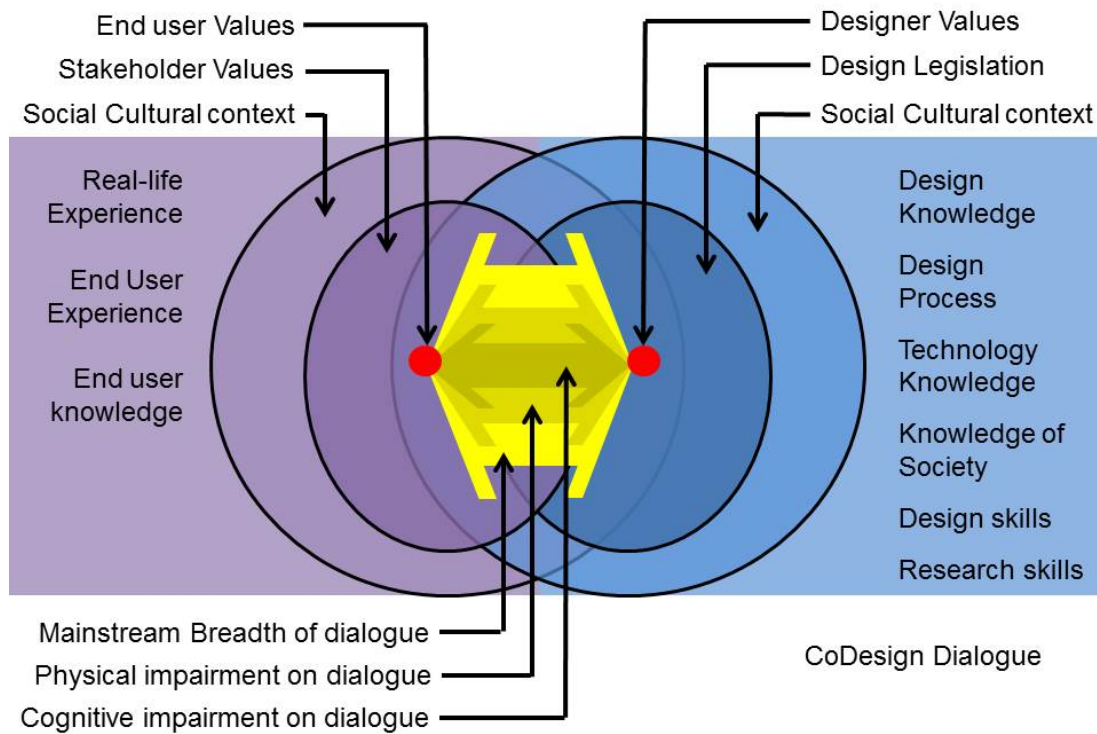 End user Values
Stakeholder Values
Social Cultural context
Designer Values
Design Legislation
Social Cultural context
Real-life
Experience
End User
Experience
End user
knowledge
Design
Knowledge
Design
Process
Technology
Knowledge
Knowledge of
Society
Design skills
Research skills
Mainstream Breadth of dialogue
Physical impairment on dialogue
Cognitive impairment on dialogue
CoDesign Dialogue